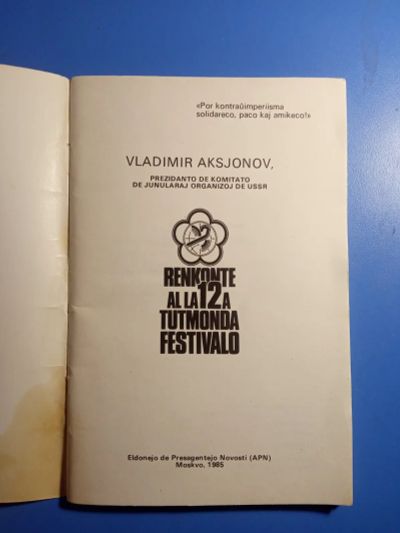 «Por kontraŭimperiisma
solidareco, paco kaj amikeco!»
VLADIMIR AKSJONOV,
PREZIDANTO DE KOMITATO
DE JUNULARAJ ORGANIZOJ DE USSR
RENKONTE
AL LA 12A
TUTMONDA
FESTIVALO
Eldonejo de Presagentejo Novosti (APN)
Moskvo, 1985